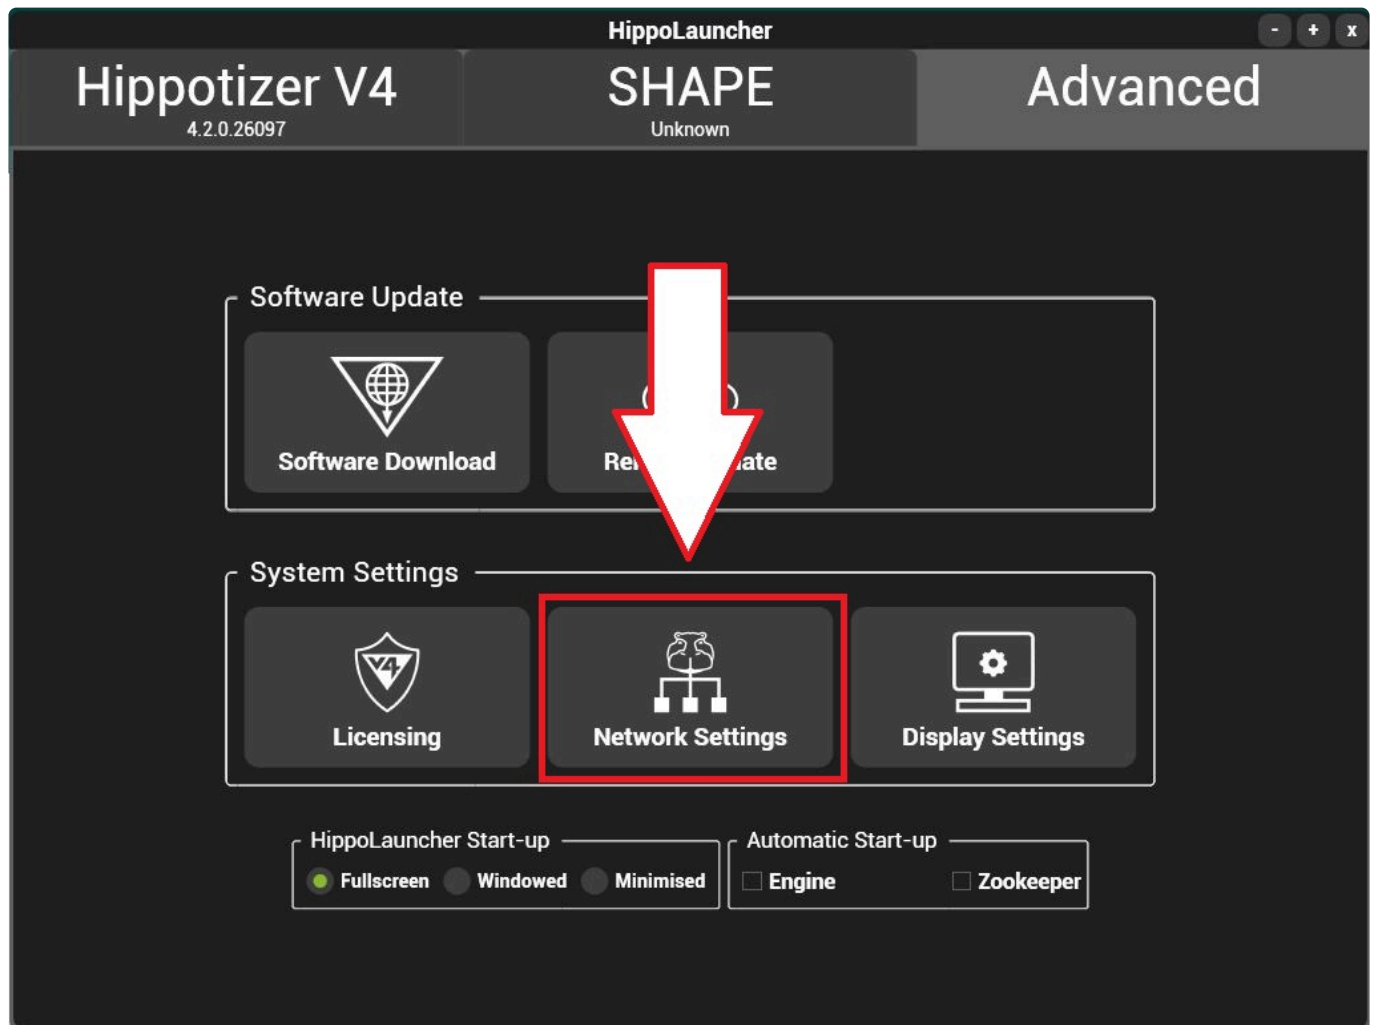 HippoLauncher
- + x
Hippotizer V4
4.2.0.26097
SHAPE
Unknown
Advanced
Software Update
Software Download
System Settings
V4
Licensing
Network Settings
Display Settings
HippoLauncher Start-up
Fullscreen Windowed Minimised
Automatic Start-up
Engine Zookeeper